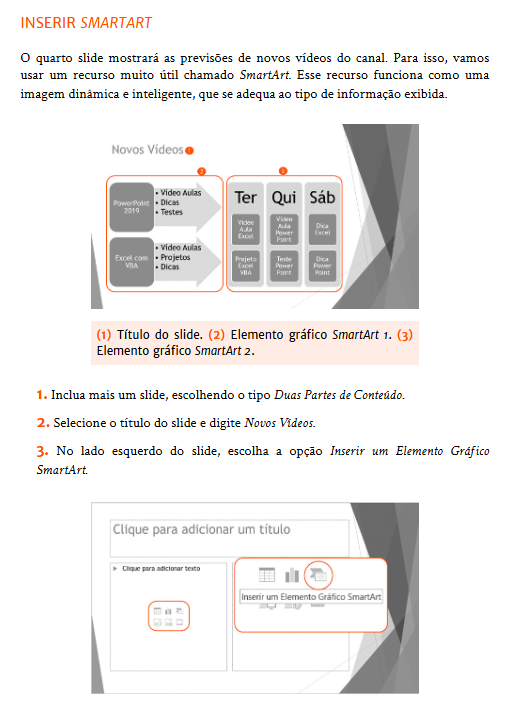 INSERIR SMARTART
O quarto slide mostrará as previsões de novos vídeos do canal. Para isso, vamos
usar um recurso muito útil chamado SmartArt. Esse recurso funciona como uma
imagem dinâmica e inteligente, que se adequa ao tipo de informação exibida.
Novos Vídeos 1
2 3
PowerPoint
2019
• Vídeo Aulas
• Dicas
• Testes
Excel com
VBA
• Vídeo Aulas
• Projetos
• Dicas
Ter Qui Sáb
Vídeo
Aula
Excel
Vídeo
Aula
Power
Point
Dica
Excel
Projeto
Excel
VBA
Teste
Power
Point
Dica
Power
Point
(1) Título do slide. (2) Elemento gráfico SmartArt 1. (3)
Elemento gráfico SmartArt 2.
1. Inclua mais um slide, escolhendo o tipo Duas Partes de Conteúdo.
2. Selecione o título do slide e digite Novos Vídeos.
3. No lado esquerdo do slide, escolha a opção Inserir um Elemento Gráfico
SmartArt.
Clique para adicionar um título
Clique para adicionar texto
Inserir um Elemento Gráfico SmartArt